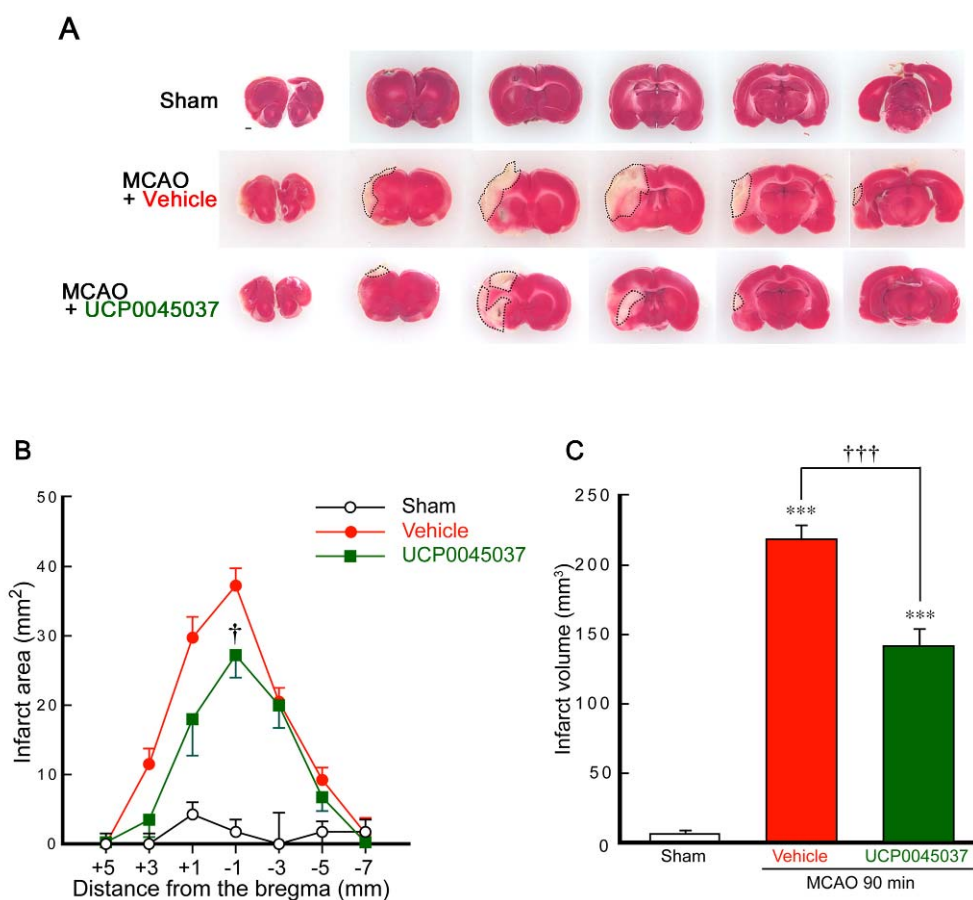 A
Sham
MCAO
+ Vehicle
MCAO
+ UCP0045037
B
50
40
30
20
10
0
Infarct area (mm²)
Sham
Vehicle
UCP0045037
†
+5 +3 +1 -1 -3 -5 -7
Distance from the bregma (mm)
C
†††
250
200
150
100
50
0
Infarct volume (mm³)
***
***
Sham Vehicle UCP0045037
MCAO 90 min